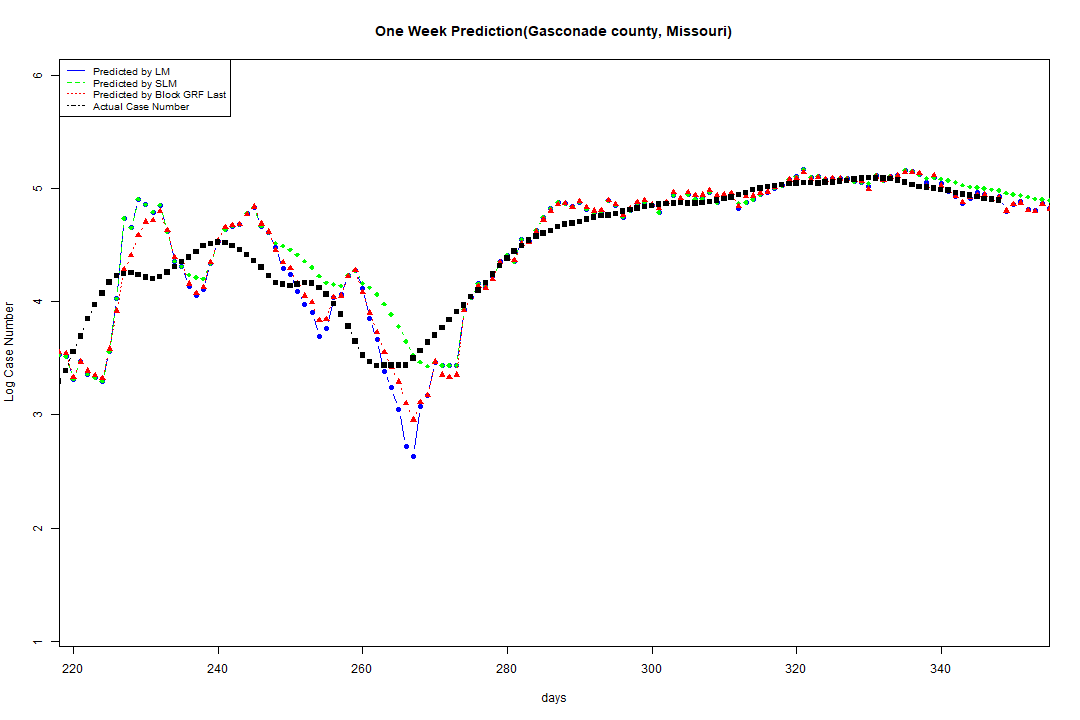 One Week Prediction(Gasconade county, Missouri)
Predicted by LM
Predicted by SLM
Predicted by Block GRF Last
Actual Case Number
6
5
4
3
2
1
Log Case Number
220 240 260 280 300 320 340
days